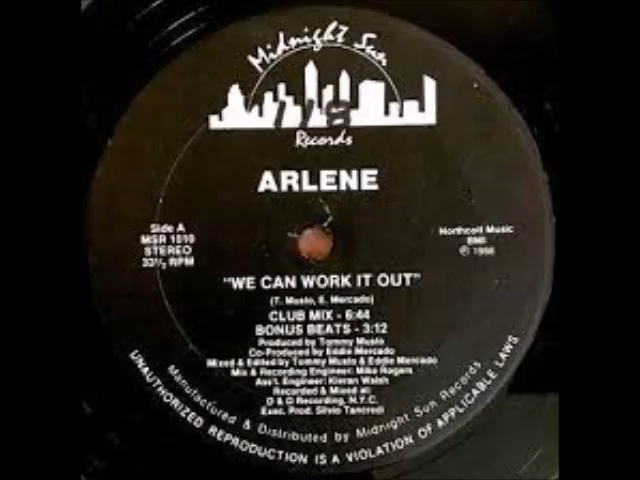 Midnight Sun
118
Records
ARLENE
Side A
MSR 1010
STEREO
33⅓ RPM
Northcott Music
BMI
℗ 1988
"WE CAN WORK IT OUT"
(T. Musto, E. Mercado)
CLUB MIX - 6:44
BONUS BEATS - 3:12
Produced by Tommy Musto
Co-Produced by Eddie Mercado
Mixed & Edited by Tommy Musto & Eddie Mercado
Mix & Recording Engineer: Mike Rogers
Ass't. Engineer: Kieran Walsh
Recorded & Mixed at:
D & D Recording, N.Y.C.
Exec. Prod. Silvio Tancredi
Manufactured & Distributed by Midnight Sun Records
UNAUTHORIZED REPRODUCTION IS A VIOLATION OF APPLICABLE LAWS